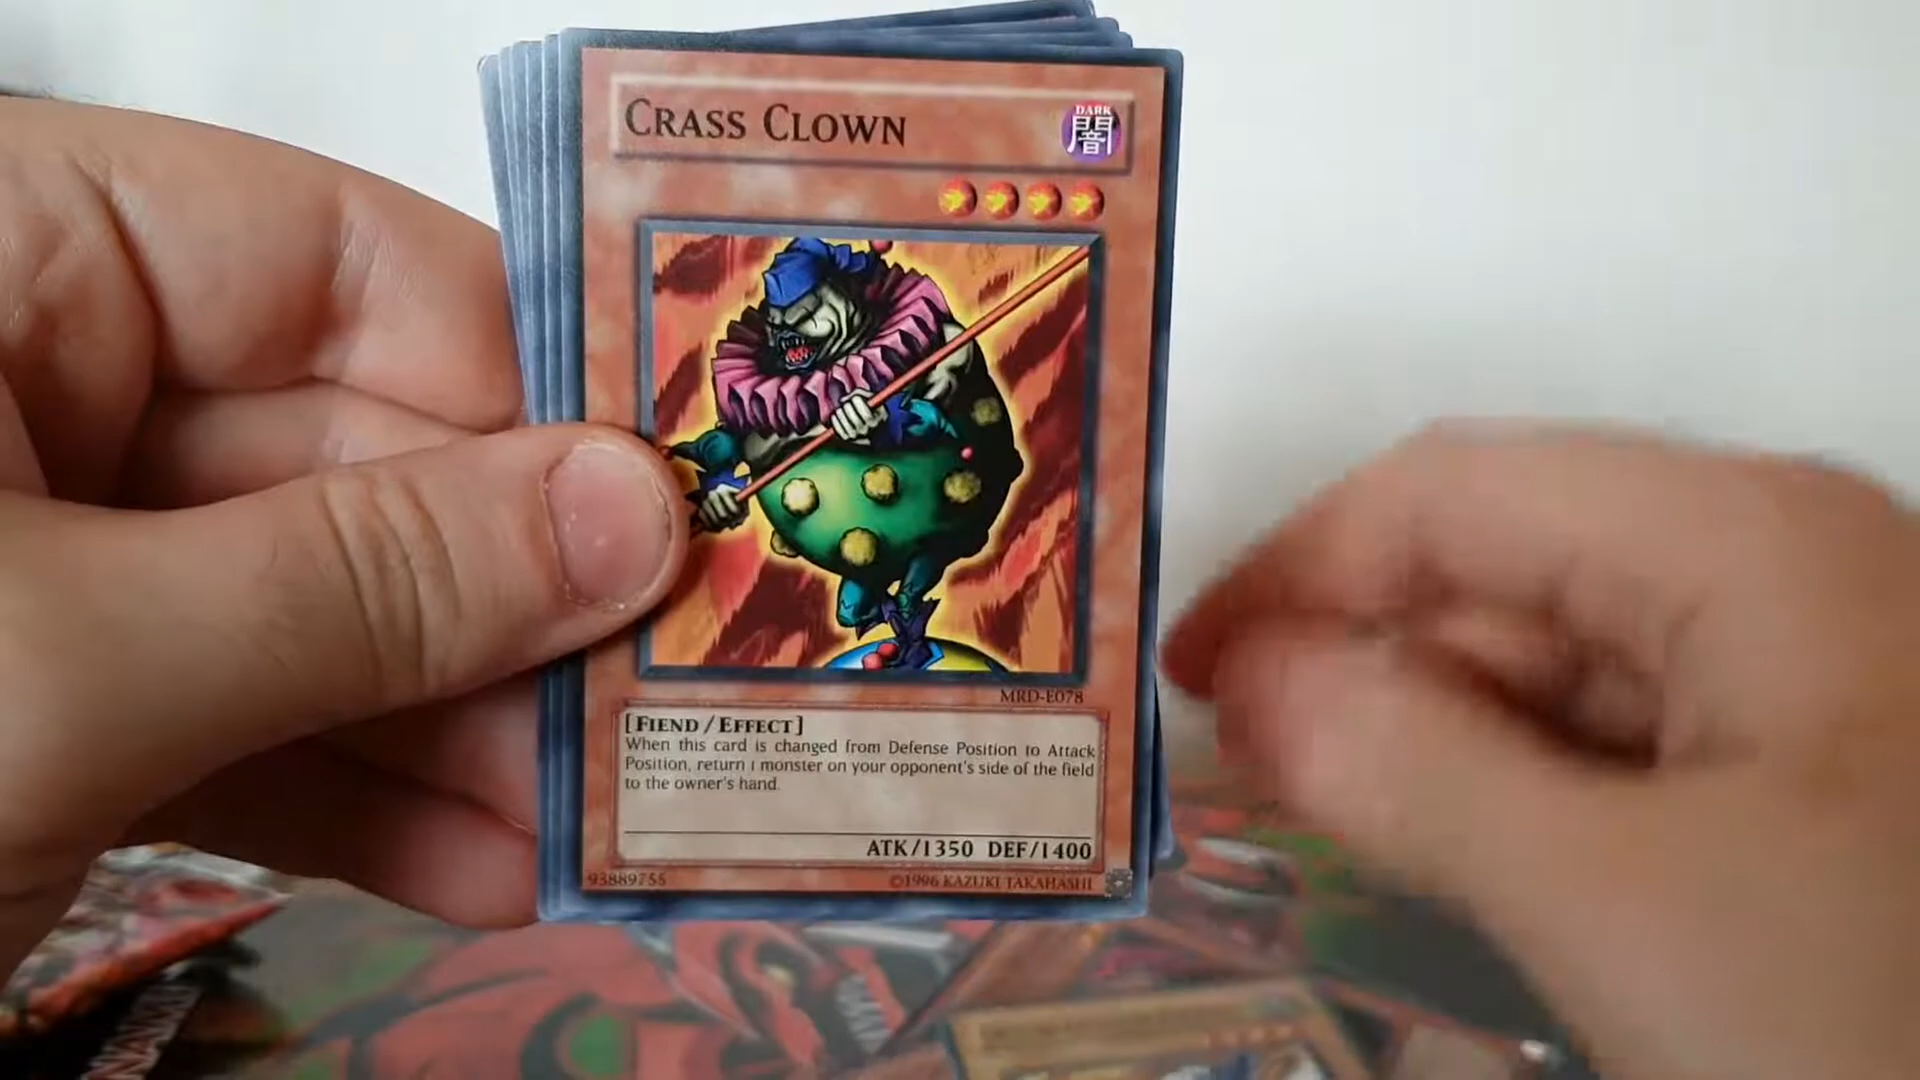 CRASS CLOWN
DARK
闇
MRD-E078
[FIEND/EFFECT]
When this card is changed from Defense Position to Attack
Position, return 1 monster on your opponent's side of the field
to the owner's hand.
ATK/1350 DEF/1400
93889755
©1996 KAZUKI TAKAHASHI